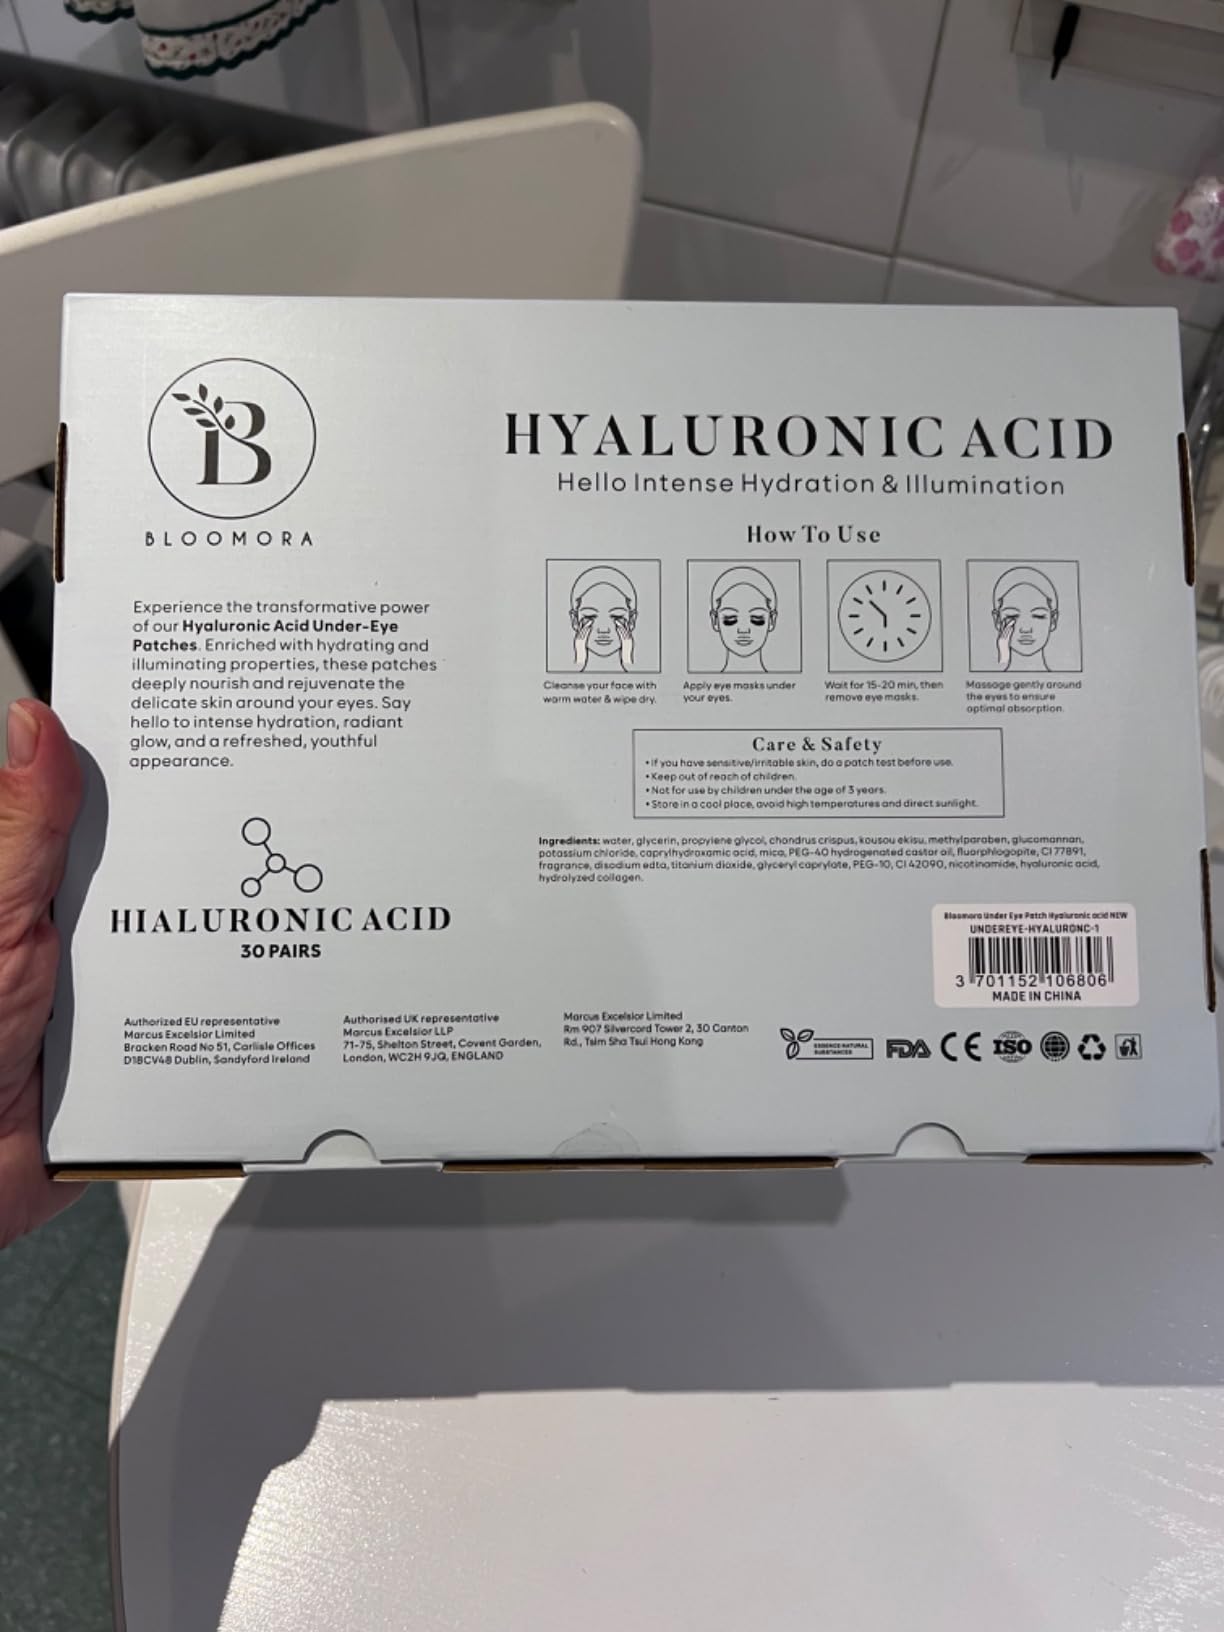 B
BLOOMORA
Experience the transformative power
of our Hyaluronic Acid Under-Eye
Patches. Enriched with hydrating and
illuminating properties, these patches
deeply nourish and rejuvenate the
delicate skin around your eyes. Say
hello to intense hydration, radiant
glow, and a refreshed, youthful
appearance.
HIALURONIC ACID
30 PAIRS
HYALURONIC ACID
Hello Intense Hydration & Illumination
How To Use
Cleanse your face with
warm water & wipe dry.
Apply eye masks under
your eyes.
Wait for 15-20 min, then
remove eye masks.
Massage gently around
the eyes to ensure
optimal absorption.
Care & Safety
• If you have sensitive/irritable skin, do a patch test before use.
• Keep out of reach of children.
• Not for use by children under the age of 3 years.
• Store in a cool place, avoid high temperatures and direct sunlight.
Ingredients: water, glycerin, propylene glycol, chondrus crispus, kousou ekisu, methylparaben, glucomannan,
potassium chloride, caprylhydroxamic acid, mica, PEG-40 hydrogenated castor oil, fluorphlogopite, CI 77891,
fragrance, disodium edta, titanium dioxide, glyceryl caprylate, PEG-10, CI 42090, nicotinamide, hyaluronic acid,
hydrolyzed collagen.
Bloomora Under Eye Patch Hyaluronic acid NEW
UNDEREYE-HYALURONC-1
3 701152 106806
MADE IN CHINA
Authorized EU representative
Marcus Excelsior Limited
Bracken Road No 51, Carlisle Offices
D18CV48 Dublin, Sandyford Ireland
Authorised UK representative
Marcus Excelsior LLP
71-75, Shelton Street, Covent Garden,
London, WC2H 9JQ, ENGLAND
Marcus Excelsior Limited
Rm 907 Silvercord Tower 2, 30 Canton
Rd., Tsim Sha Tsui Hong Kong
ESSENCE NATURAL
SUBSTANCES
FDA CE ISO